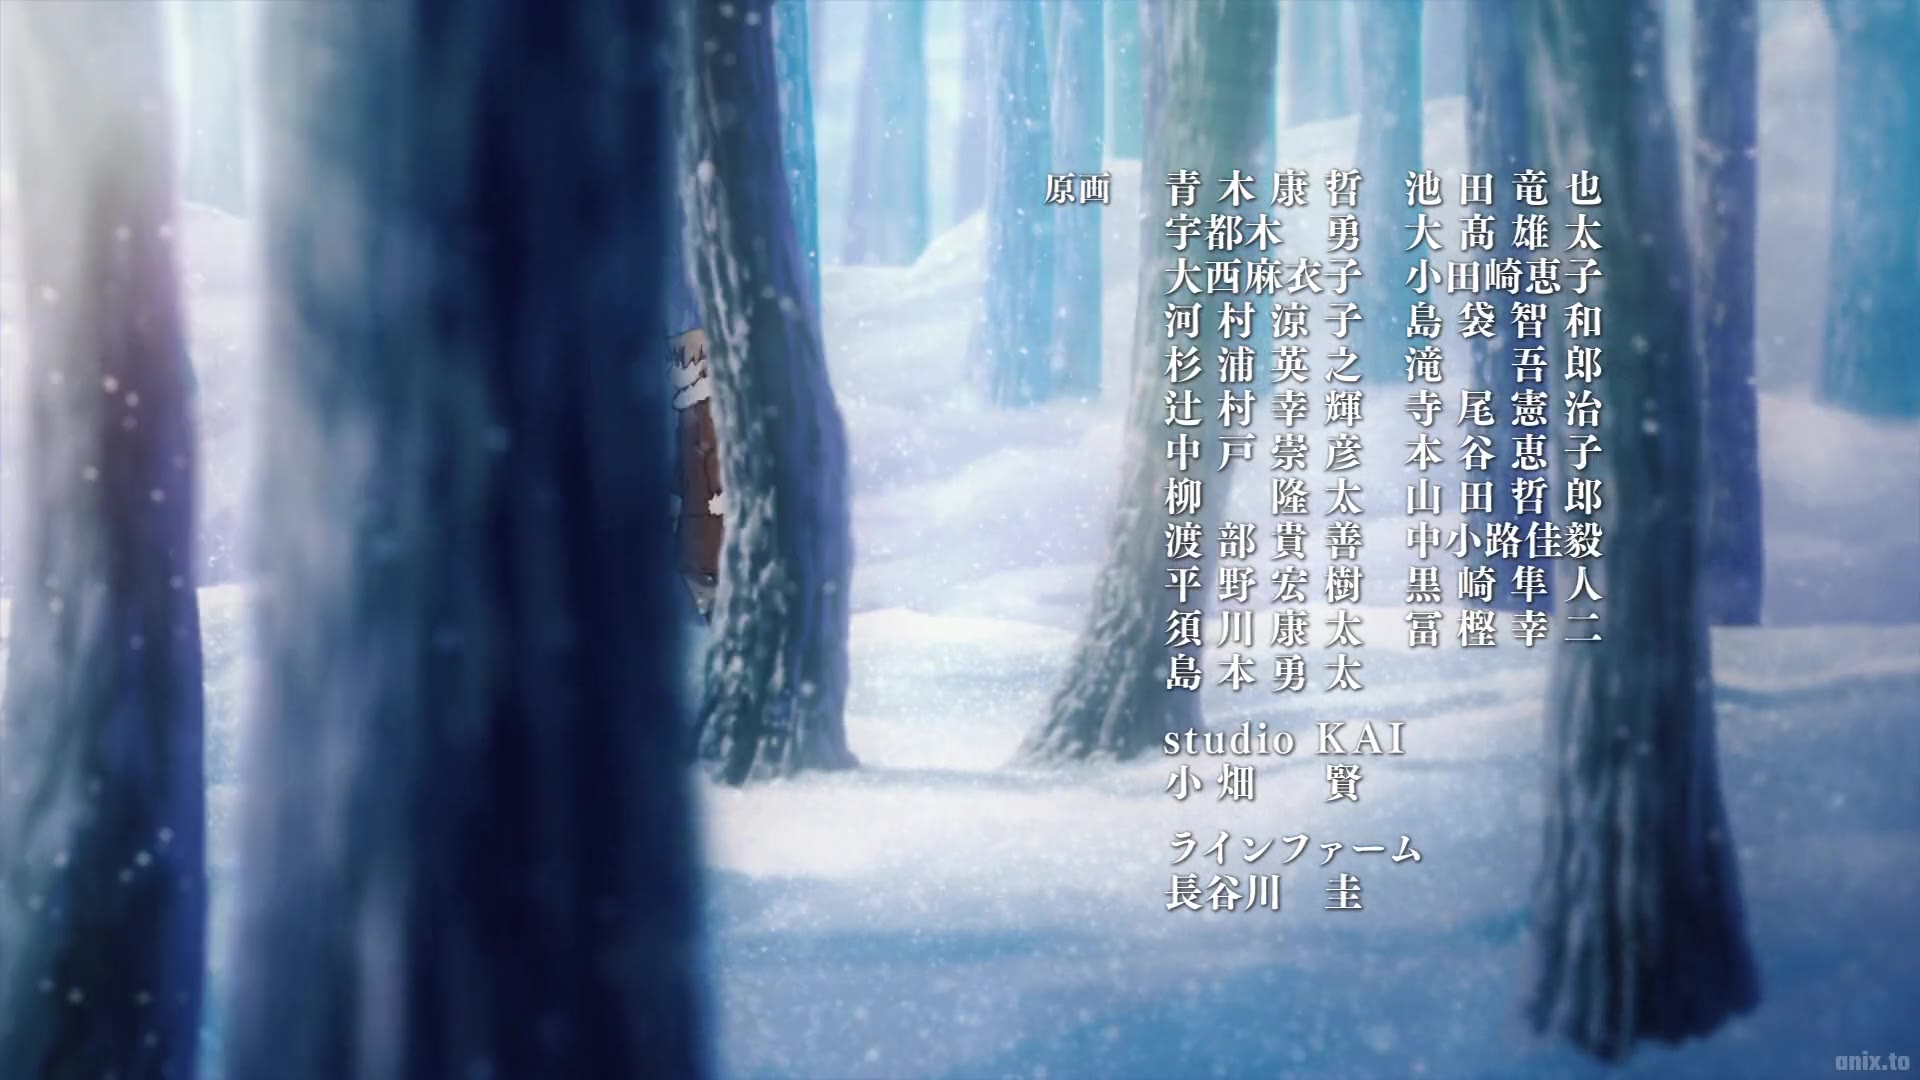 原画 青木康哲 池田竜也
宇都木 勇 大髙雄太
大西麻衣子 小田崎恵子
河村涼子 島袋智和
杉浦英之 滝 吾郎
辻村幸輝 寺尾憲治
中戸崇彦 本谷恵子
柳 隆太 山田哲郎
渡部貴善 中小路佳毅
平野宏樹 黒崎隼人
須川康太 冨樫幸二
島本勇太
studio KAI
小畑 賢
ラインファーム
長谷川 圭
anix.to